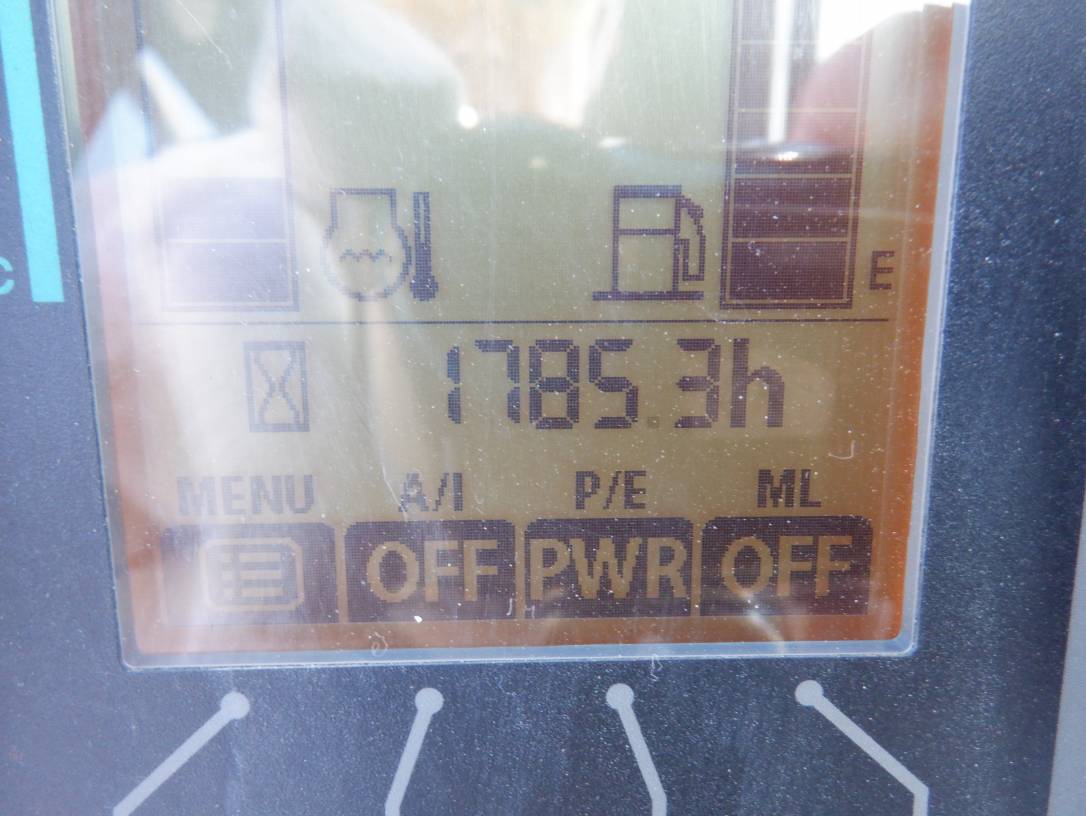 C
E
1785.3h
MENU A/I P/E ML
OFF PWR OFF